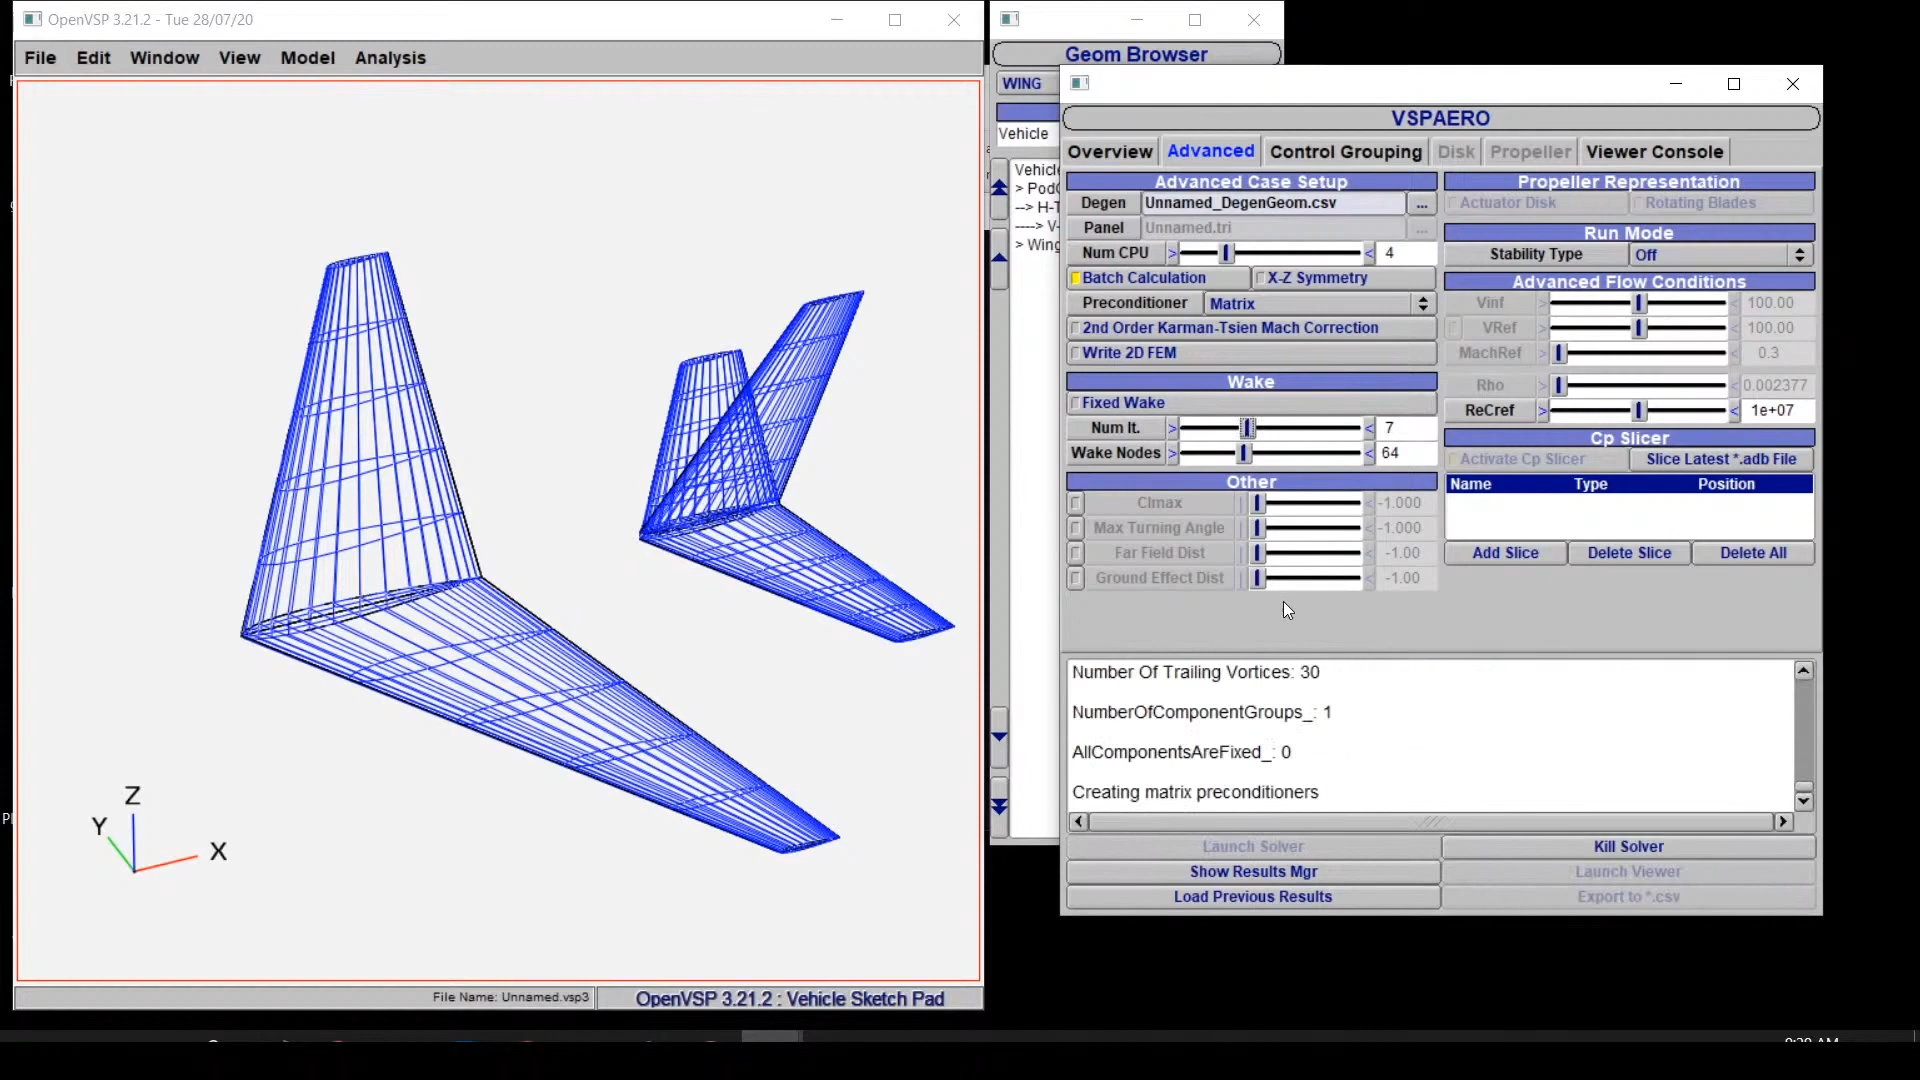 OpenVSP 3.21.2 - Tue 28/07/20
File Edit Window View Model Analysis
Z
Y
X
File Name: Unnamed.vsp3
OpenVSP 3.21.2 : Vehicle Sketch Pad
Geom Browser
WING
Vehicle
--> H-T
----> V-
> Wing
VSPAERO
Overview Advanced Control Grouping Disk Propeller Viewer Console
Advanced Case Setup
Degen Unnamed_DegenGeom.csv ...
Panel Unnamed.tri ...
Num CPU > < 4
Batch Calculation X-Z Symmetry
Preconditioner Matrix
2nd Order Karman-Tsien Mach Correction
Write 2D FEM
Wake
Fixed Wake
Num It. > < 7
Wake Nodes > < 64
Other
Clmax | < -1.000
Max Turning Angle | < -1.000
Far Field Dist | < -1.00
Ground Effect Dist | < -1.00
Propeller Representation
Actuator Disk Rotating Blades
Run Mode
Stability Type Off
Advanced Flow Conditions
Vinf > < 100.00
VRef > < 100.00
MachRef > < 0.3
Rho > < 0.002377
ReCref > < 1e+07
Cp Slicer
Activate Cp Slicer Slice Latest *.adb File
Name Type Position
Add Slice Delete Slice Delete All
Number Of Trailing Vortices: 30
NumberOfComponentGroups_: 1
AllComponentsAreFixed_: 0
Creating matrix preconditioners
Launch Solver Kill Solver
Show Results Mgr Launch Viewer
Load Previous Results Export to *.csv